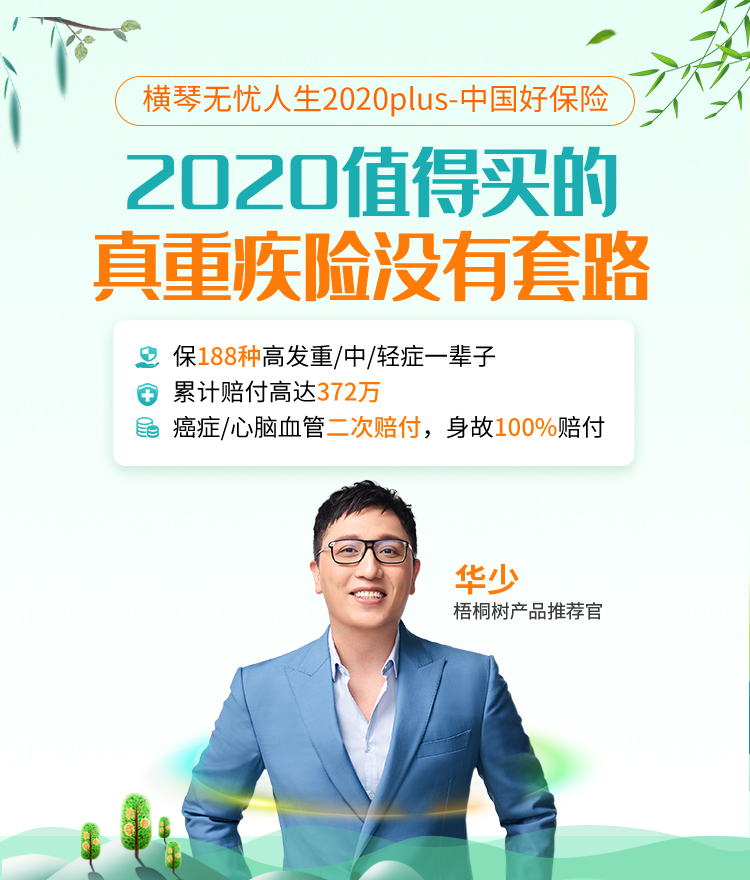 横琴无忧人生2020plus-中国好保险
2020值得买的
真重疾险没有套路
保188种高发重/中/轻症一辈子
累计赔付高达372万
癌症/心脑血管二次赔付，身故100%赔付
华少
梧桐树产品推荐官